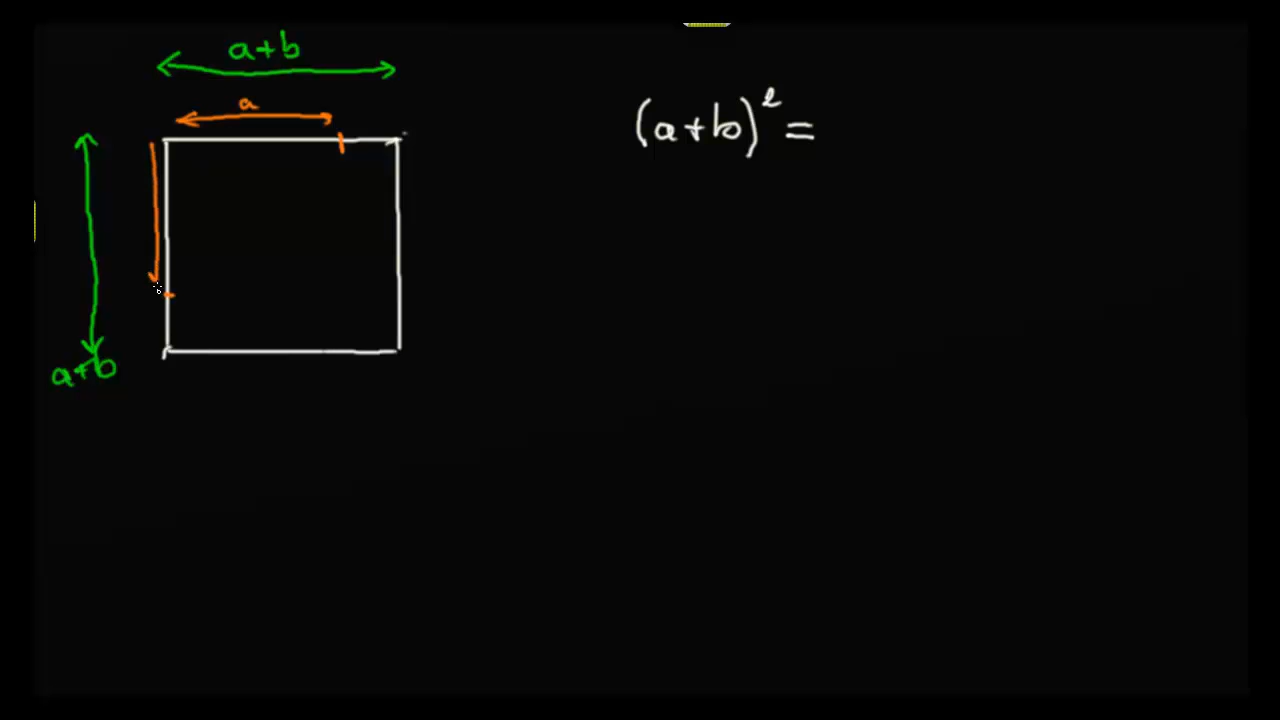 a+b
a
(a+b)² =
a+b